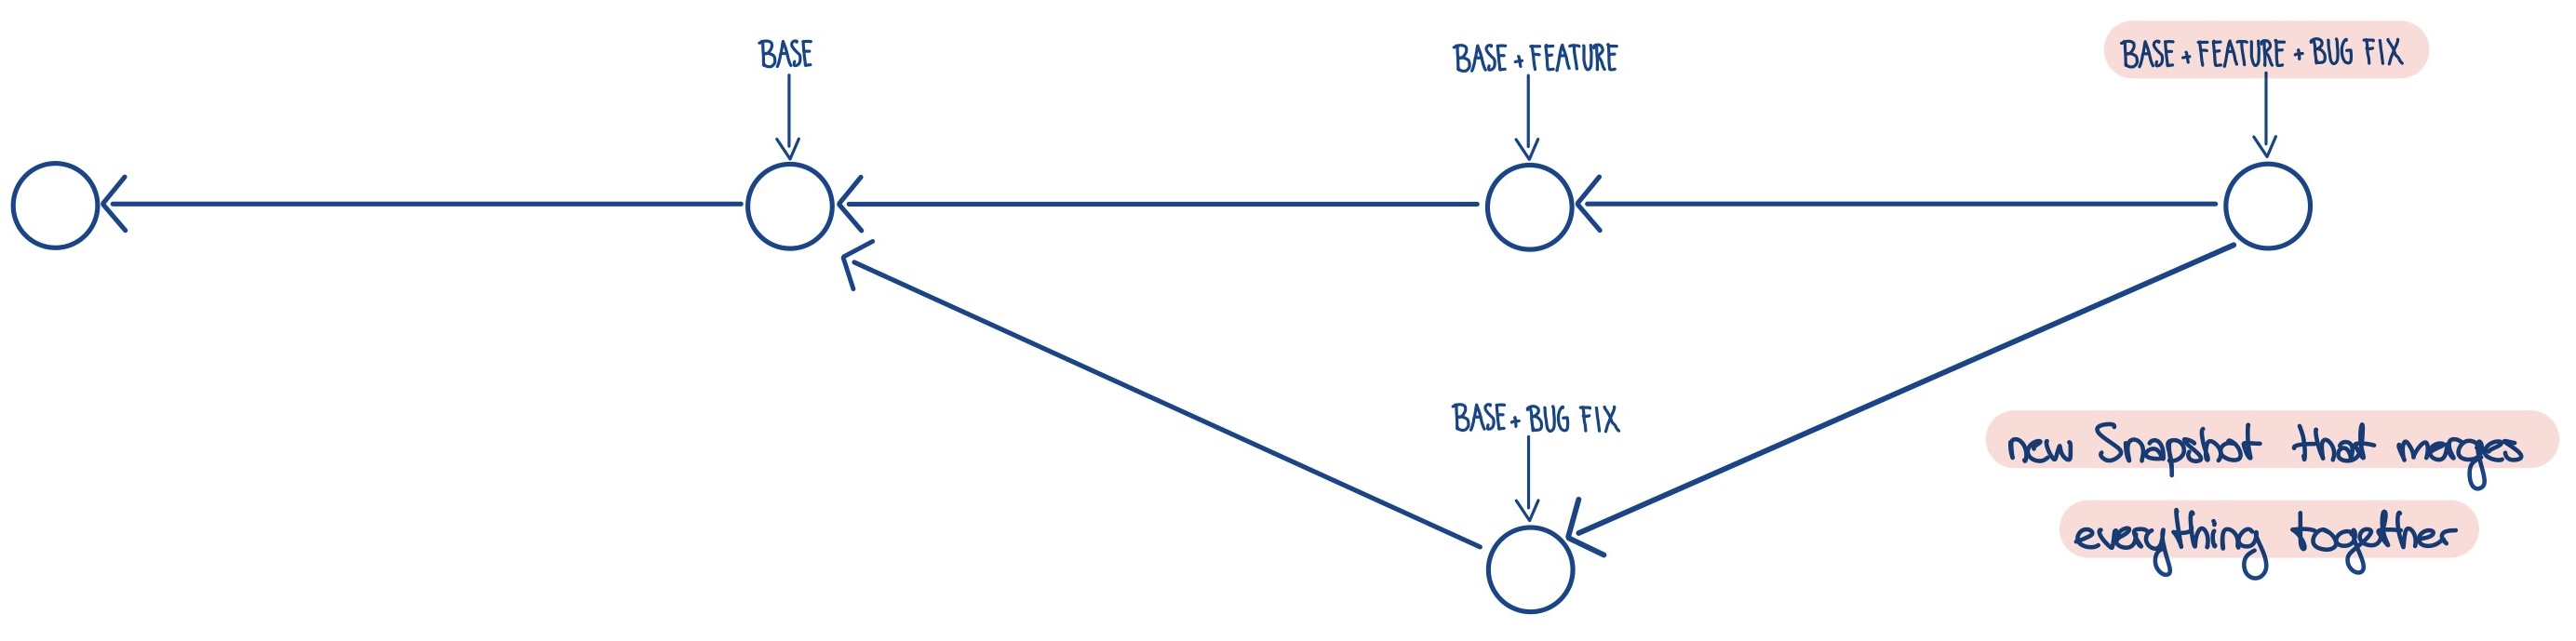 BASE
BASE + FEATURE
BASE + FEATURE + BUG FIX
BASE + BUG FIX
new Snapshot that merges
everything together